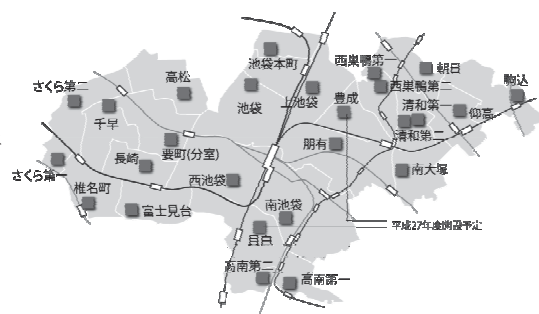 池袋本町
西巣鴨第一
朝日
高松
さくら第二
西巣鴨第二
駒込
池袋
上池袋
豊成
清和第一
仰高
千早
清和第二
要町(分室)
朋有
長崎
南大塚
さくら第一
西池袋
椎名町
富士見台
南池袋
平成27年度開設予定
目白
高南第二
高南第一